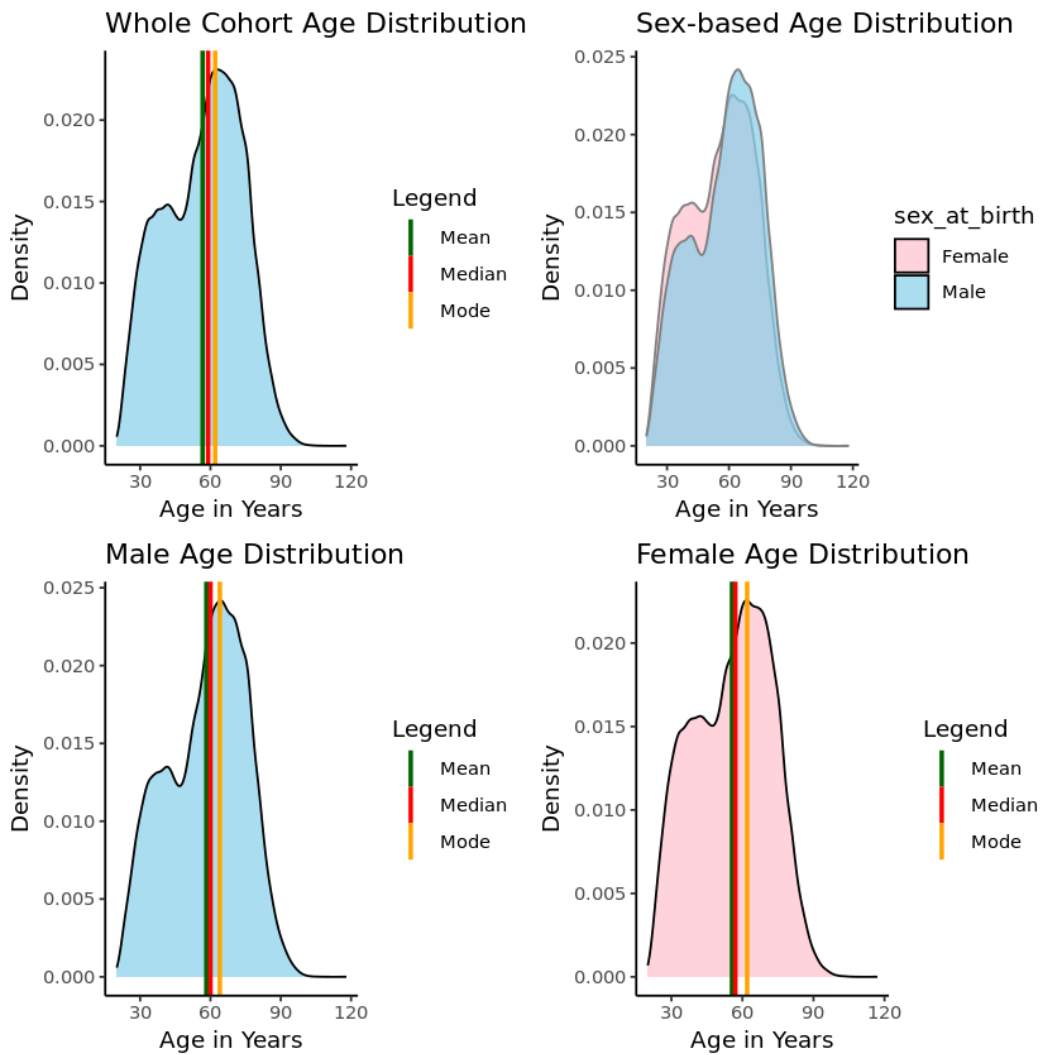 Whole Cohort Age Distribution
Density
0.020
0.015
0.010
0.005
0.000
30 60 90 120
Age in Years
Legend
Mean
Median
Mode
Sex-based Age Distribution
Density
0.025
0.020
0.015
0.010
0.005
0.000
30 60 90 120
Age in Years
sex_at_birth
Female
Male
Male Age Distribution
Density
0.025
0.020
0.015
0.010
0.005
0.000
30 60 90 120
Age in Years
Legend
Mean
Median
Mode
Female Age Distribution
Density
0.020
0.015
0.010
0.005
0.000
30 60 90 120
Age in Years
Legend
Mean
Median
Mode